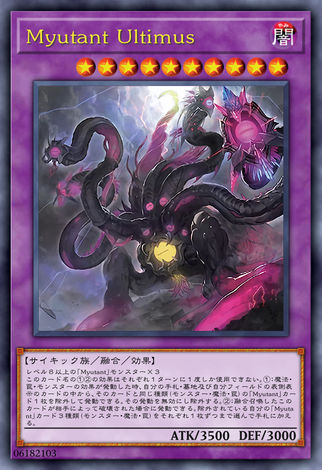 Myutant Ultimus
やみ
闇
【サイキック族／融合／効果】
レベル８以上の「Myutant」モンスター×３
このカード名の①②の効果はそれぞれ１ターンに１度しか使用できない。①：魔法・
罠・モンスターの効果が発動した時、自分の手札・墓地及び自分フィールドの表側表
示のカードの中から、そのカードと同じ種類(モンスター・魔法・罠)の「Myutant」カー
ド１枚を除外して発動できる。その発動を無効にし除外する。②：融合召喚したこ
のカードが相手によって破壊された場合に発動できる。除外されている自分の「Myuta
nt」カード３種類(モンスター・魔法・罠)をそれぞれ１枚ずつまで選んで手札に加え
る。
ATK/3500 DEF/3000
06182103